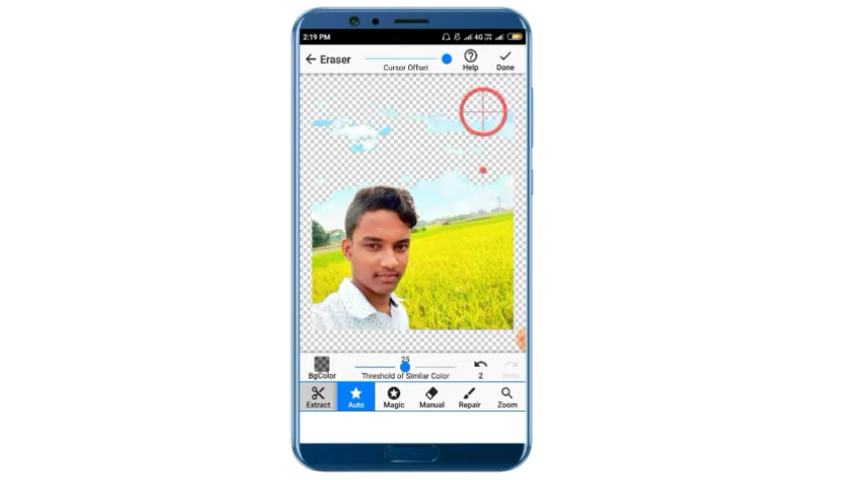 2:19 PM 4G
Eraser
Cursor Offset
Help
Done
25
BgColor
Threshold of Similar Color
2
Extract
Auto
Magic
Manual
Repair
Zoom